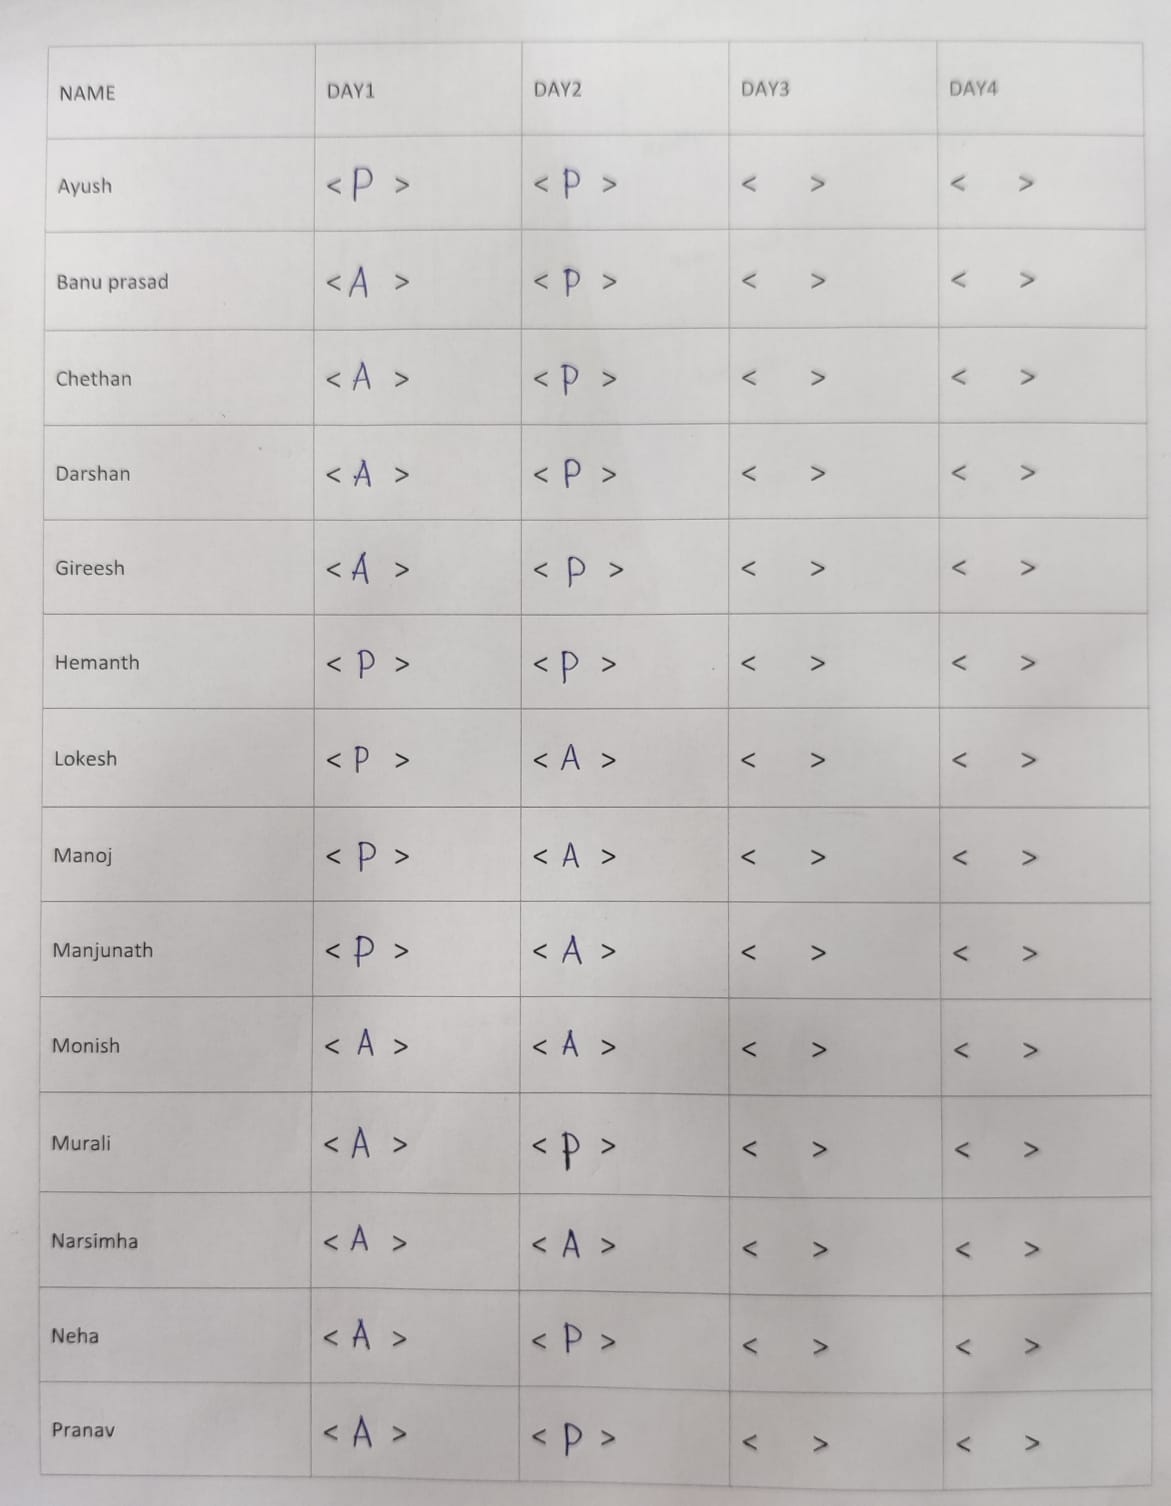 NAME DAY1 DAY2 DAY3 DAY4
Ayush <P > < P > < > < >
Banu prasad <A > < P > < > < >
Chethan < A > < P > < > < >
Darshan < A > < P > < > < >
Gireesh < A > < P > < > < >
Hemanth < P > < P > < > < >
Lokesh < P > < A > < > < >
Manoj < P > < A > < > < >
Manjunath < P > < A > < > < >
Monish < A > < A > < > < >
Murali < A > < P > < > < >
Narsimha < A > < A > < > < >
Neha < A > < P > < > < >
Pranav < A > < P > < > < >